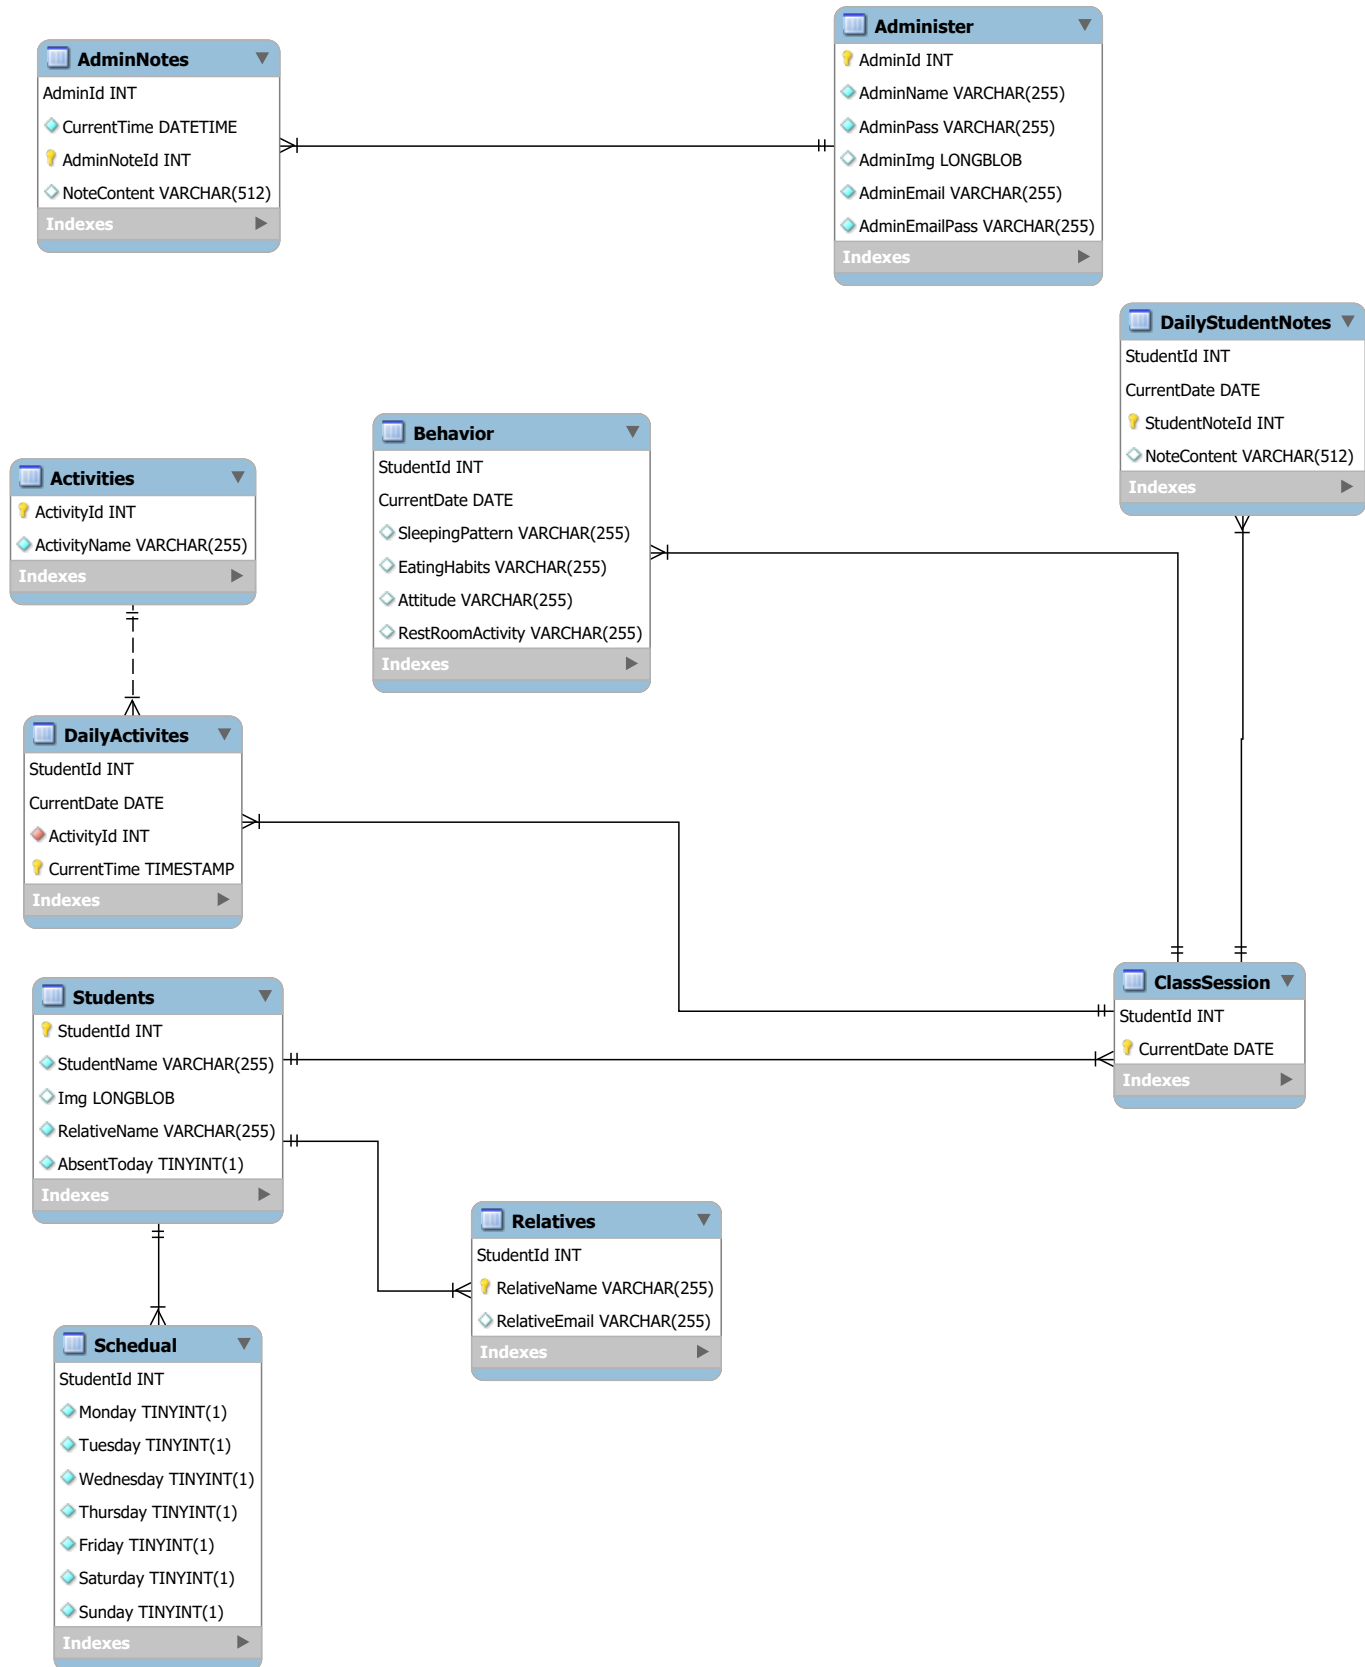 AdminNotes
AdminId INT
CurrentTime DATETIME
AdminNoteId INT
NoteContent VARCHAR(512)
Indexes
Administer
AdminId INT
AdminName VARCHAR(255)
AdminPass VARCHAR(255)
AdminImg LONGBLOB
AdminEmail VARCHAR(255)
AdminEmailPass VARCHAR(255)
Indexes
DailyStudentNotes
StudentId INT
CurrentDate DATE
StudentNoteId INT
NoteContent VARCHAR(512)
Indexes
Behavior
StudentId INT
CurrentDate DATE
SleepingPattern VARCHAR(255)
EatingHabits VARCHAR(255)
Attitude VARCHAR(255)
RestRoomActivity VARCHAR(255)
Indexes
Activities
ActivityId INT
ActivityName VARCHAR(255)
Indexes
DailyActivites
StudentId INT
CurrentDate DATE
ActivityId INT
CurrentTime TIMESTAMP
Indexes
ClassSession
StudentId INT
CurrentDate DATE
Indexes
Students
StudentId INT
StudentName VARCHAR(255)
Img LONGBLOB
RelativeName VARCHAR(255)
AbsentToday TINYINT(1)
Indexes
Relatives
StudentId INT
RelativeName VARCHAR(255)
RelativeEmail VARCHAR(255)
Indexes
Schedual
StudentId INT
Monday TINYINT(1)
Tuesday TINYINT(1)
Wednesday TINYINT(1)
Thursday TINYINT(1)
Friday TINYINT(1)
Saturday TINYINT(1)
Sunday TINYINT(1)
Indexes